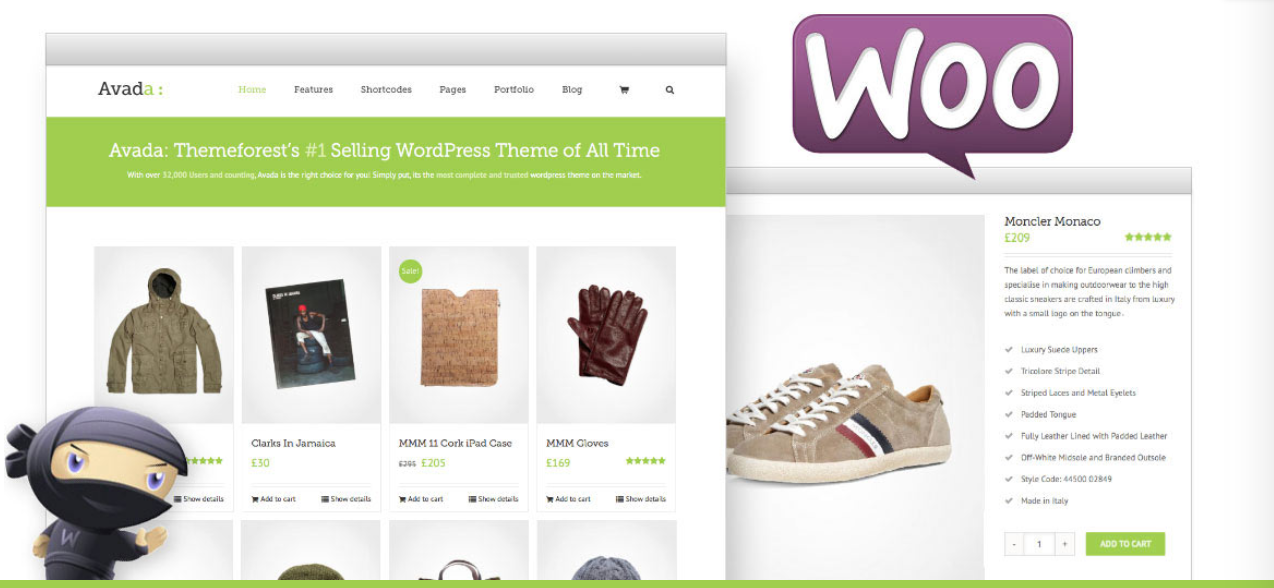 WOO
Avada :
Home Features Shortcodes Pages Portfolio Blog
Avada: Themeforest's #1 Selling WordPress Theme of All Time
With over 52,000 Users and counting, Avada is the right choice for you! Simply put, its the most complete and trusted wordpress theme on the market.
Sale!
Clarks In Jamaica
£30
MMM 11 Cork iPad Case
£205
MMM Gloves
£169
Show details
Add to cart Show details
Add to cart Show details
Add to cart Show details
W
Moncler Monaco
£209
The label of choice for European climbers and
specialise in making outdoorwear to the high
classic sneakers are crafted in Italy from luxury
with a small logo on the tongue.
Luxury Suede Uppers
Tricolore Stripe Detail
Striped Laces and Metal Eyelets
Padded Tongue
Fully Leather Lined with Padded Leather
Off-White Midsole and Branded Outsole
Style Code: 44500 02849
Made in Italy
- 1 +
ADD TO CART